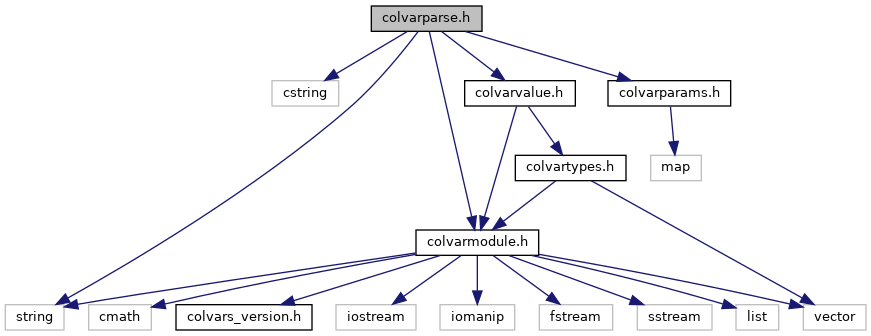 colvarparse.h
cstring
colvarvalue.h
colvarparams.h
colvartypes.h
map
colvarmodule.h
string
cmath
colvars_version.h
iostream
iomanip
fstream
sstream
list
vector